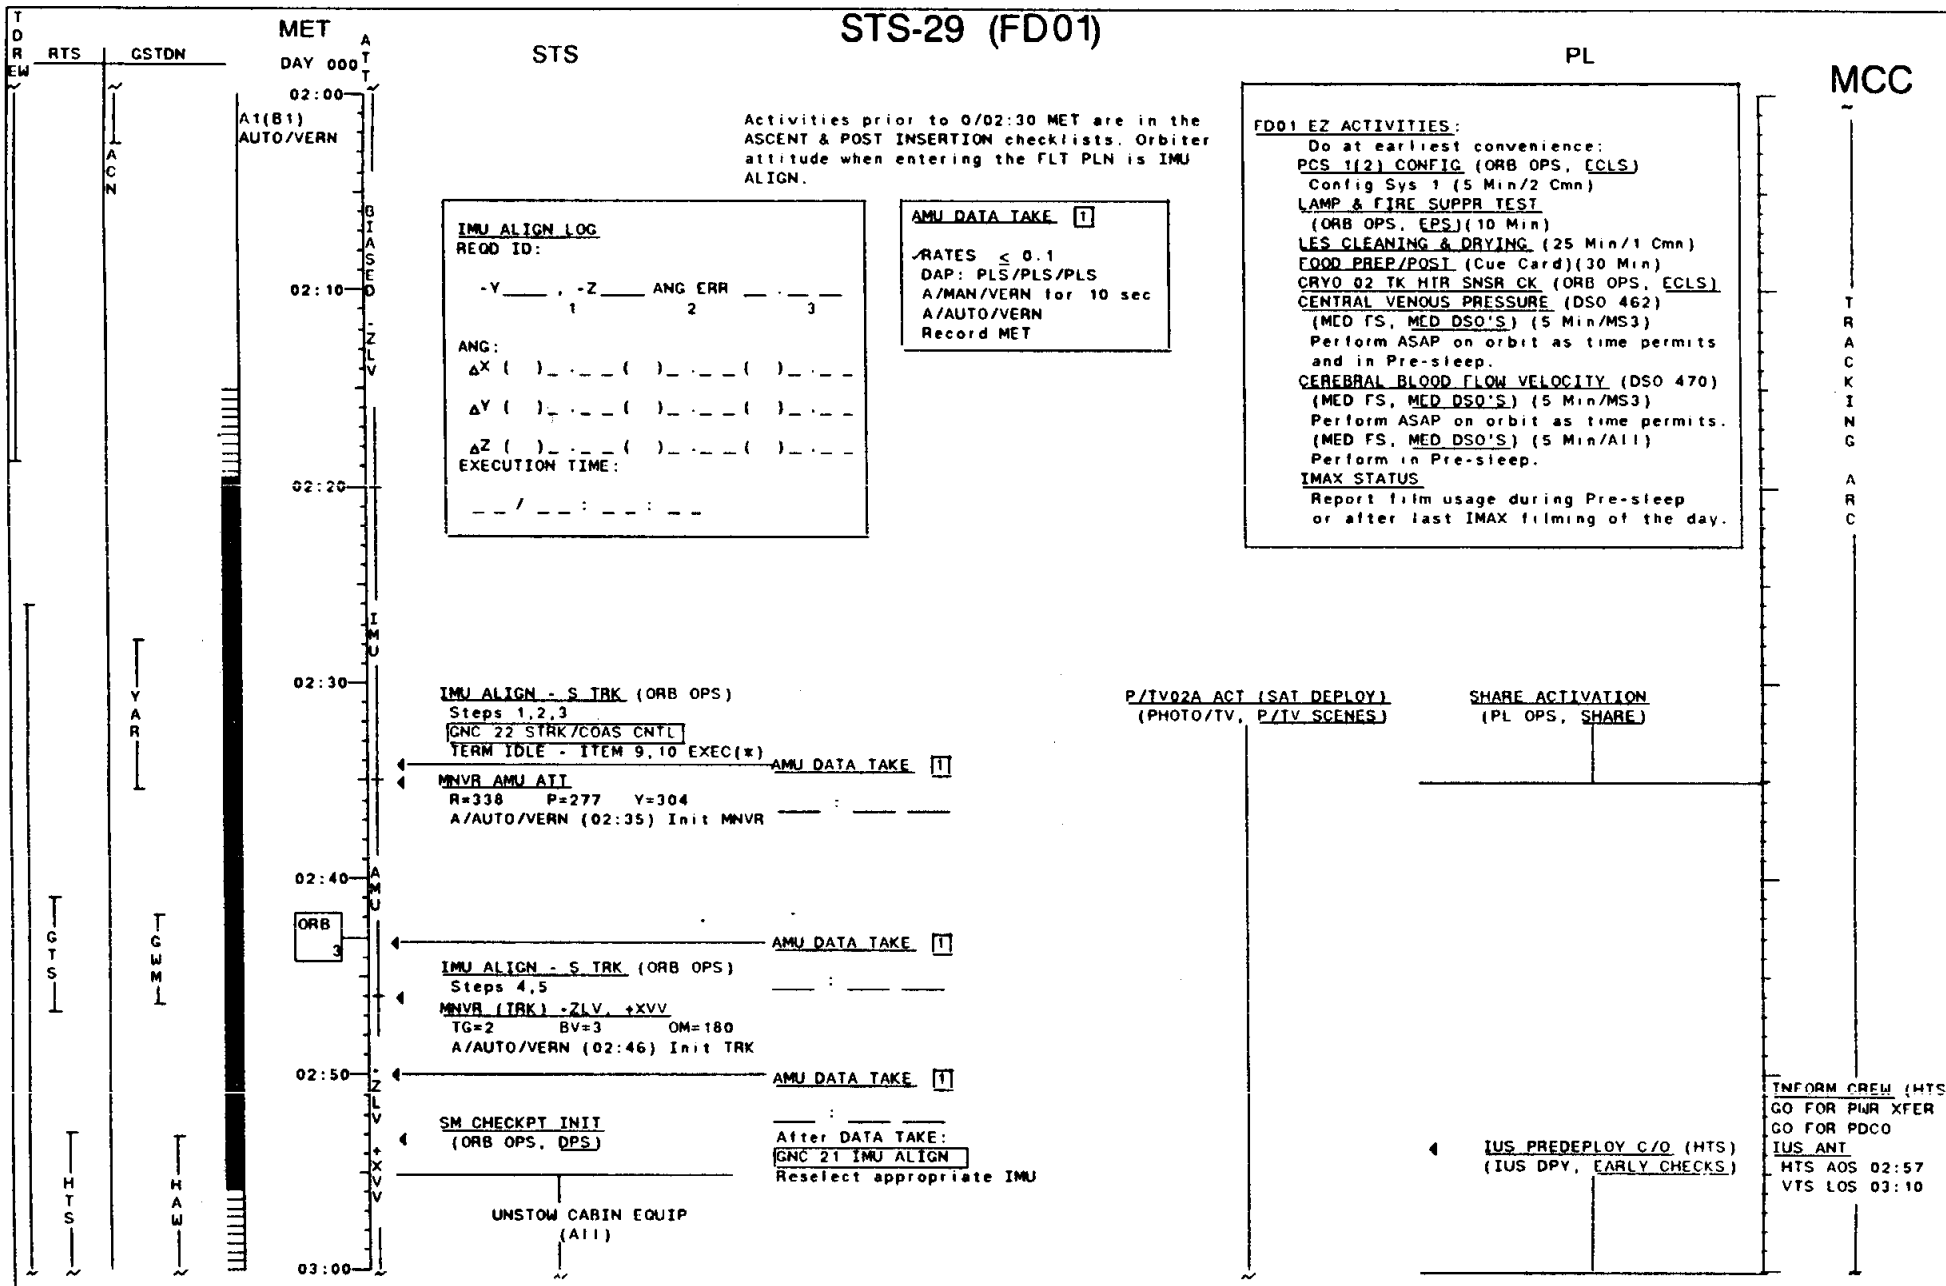 STS-29 (FD01)
TDREW
RTS
GSTDN
MET
DAY 000
ATT
STS
PL
MCC
02:00
A1(B1)
AUTO/VERN
ACN
BIASED -ZLV
02:10
02:20
IMU
YAR
02:30
02:40
AMU
ORB
3
GTS
GWM
02:50
-ZLV +XVV
HTS
HAW
03:00
Activities prior to 0/02:30 MET are in the
ASCENT & POST INSERTION checklists. Orbiter
attitude when entering the FLT PLN is IMU
ALIGN.
IMU ALIGN LOG
REQD ID:
-Y____ , -Z____ ANG ERR __ . __ __
1 2 3
ANG:
△X ( )_ . _ _ ( )_ . _ _ ( )_ . _ _
△Y ( )_ . _ _ ( )_ . _ _ ( )_ . _ _
△Z ( )_ . _ _ ( )_ . _ _ ( )_ . _ _
EXECUTION TIME:
_ _ / _ _ : _ _ : _ _
AMU DATA TAKE 1
✓RATES ≤ 0.1
DAP: PLS/PLS/PLS
A/MAN/VERN for 10 sec
A/AUTO/VERN
Record MET
IMU ALIGN - S TRK (ORB OPS)
Steps 1,2,3
GNC 22 STRK/COAS CNTL
TERM IDLE - ITEM 9,10 EXEC(*)
AMU DATA TAKE 1
MNVR AMU ATT
R=338 P=277 Y=304
A/AUTO/VERN (02:35) Init MNVR
__ : __ __
AMU DATA TAKE 1
IMU ALIGN - S TRK (ORB OPS)
Steps 4,5
__ : __ __
MNVR (TRK) -ZLV, +XVV
TG=2 BV=3 OM=180
A/AUTO/VERN (02:46) Init TRK
AMU DATA TAKE 1
__ : __ __
SM CHECKPT INIT
(ORB OPS, DPS)
After DATA TAKE:
GNC 21 IMU ALIGN
Reselect appropriate IMU
UNSTOW CABIN EQUIP
(All)
FD01 EZ ACTIVITIES:
Do at earliest convenience:
PCS 1(2) CONFIG (ORB OPS, ECLS)
Config Sys 1 (5 Min/2 Cmn)
LAMP & FIRE SUPPR TEST
(ORB OPS, EPS)(10 Min)
LES CLEANING & DRYING (25 Min/1 Cmn)
FOOD PREP/POST (Cue Card)(30 Min)
CRYO O2 TK HTR SNSR CK (ORB OPS, ECLS)
CENTRAL VENOUS PRESSURE (DSO 462)
(MED FS, MED DSO'S) (5 Min/MS3)
Perform ASAP on orbit as time permits
and in Pre-sleep.
CEREBRAL BLOOD FLOW VELOCITY (DSO 470)
(MED FS, MED DSO'S) (5 Min/MS3)
Perform ASAP on orbit as time permits.
(MED FS, MED DSO'S) (5 Min/All)
Perform in Pre-sleep.
IMAX STATUS
Report film usage during Pre-sleep
or after last IMAX filming of the day.
P/TV02A ACT (SAT DEPLOY)
(PHOTO/TV, P/TV SCENES)
SHARE ACTIVATION
(PL OPS, SHARE)
IUS PREDEPLOY C/O (HTS)
(IUS DPY, EARLY CHECKS)
TRACKING ARC
INFORM CREW (HTS
GO FOR PWR XFER
GO FOR PDCO
IUS ANT
HTS AOS 02:57
VTS LOS 03:10